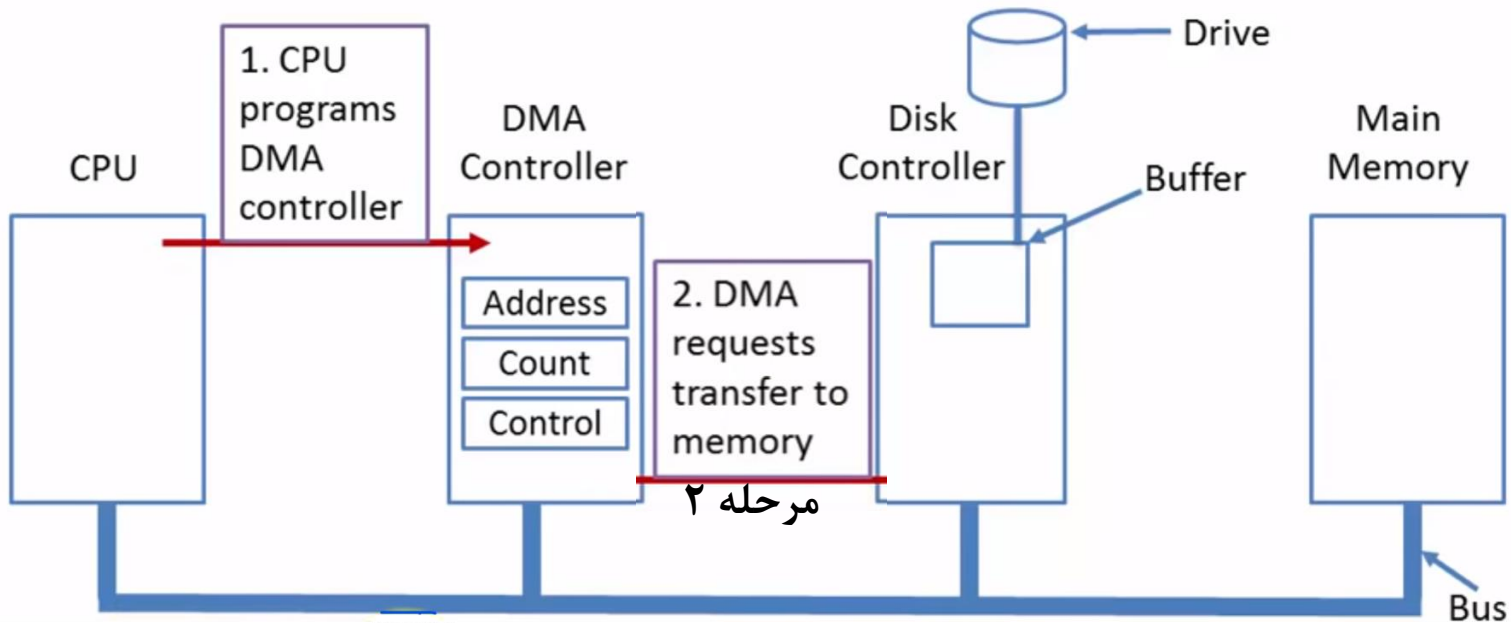 1. CPU
programs
DMA
controller
Drive
CPU
DMA
Controller
Disk
Controller
Main
Memory
Buffer
Address
Count
Control
2. DMA
requests
transfer to
memory
مرحله ۲
Bus